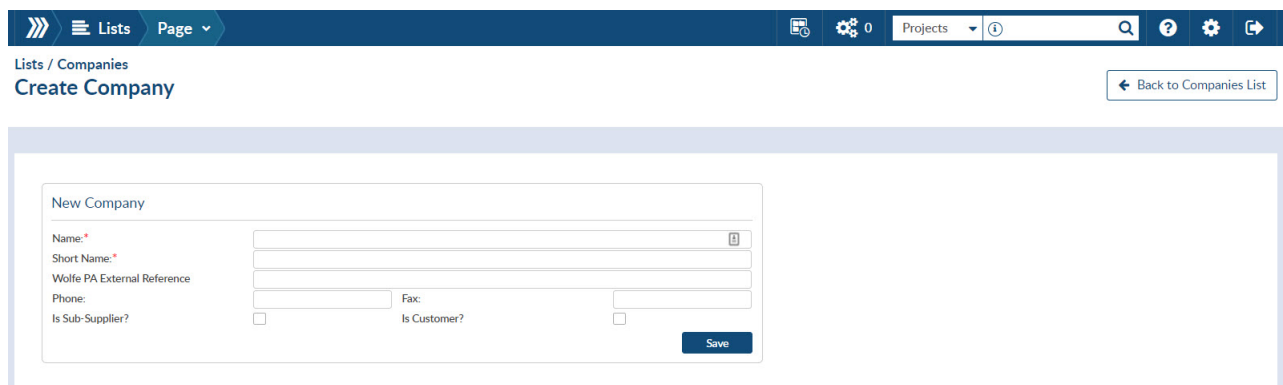 Lists Page 0 Projects
Lists / Companies
Create Company
Back to Companies List
New Company
Name:*
Short Name:*
Wolfe PA External Reference
Phone: Fax:
Is Sub-Supplier? Is Customer?
Save